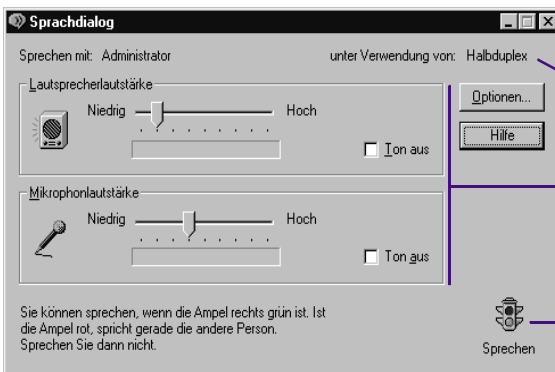 Sprachdialog
Sprechen mit: Administrator unter Verwendung von: Halbduplex
Lautsprecherlautstärke
Niedrig Hoch
Ton aus
Optionen...
Hilfe
Mikrophonlautstärke
Niedrig Hoch
Ton aus
Sie können sprechen, wenn die Ampel rechts grün ist. Ist
die Ampel rot, spricht gerade die andere Person.
Sprechen Sie dann nicht.
Sprechen